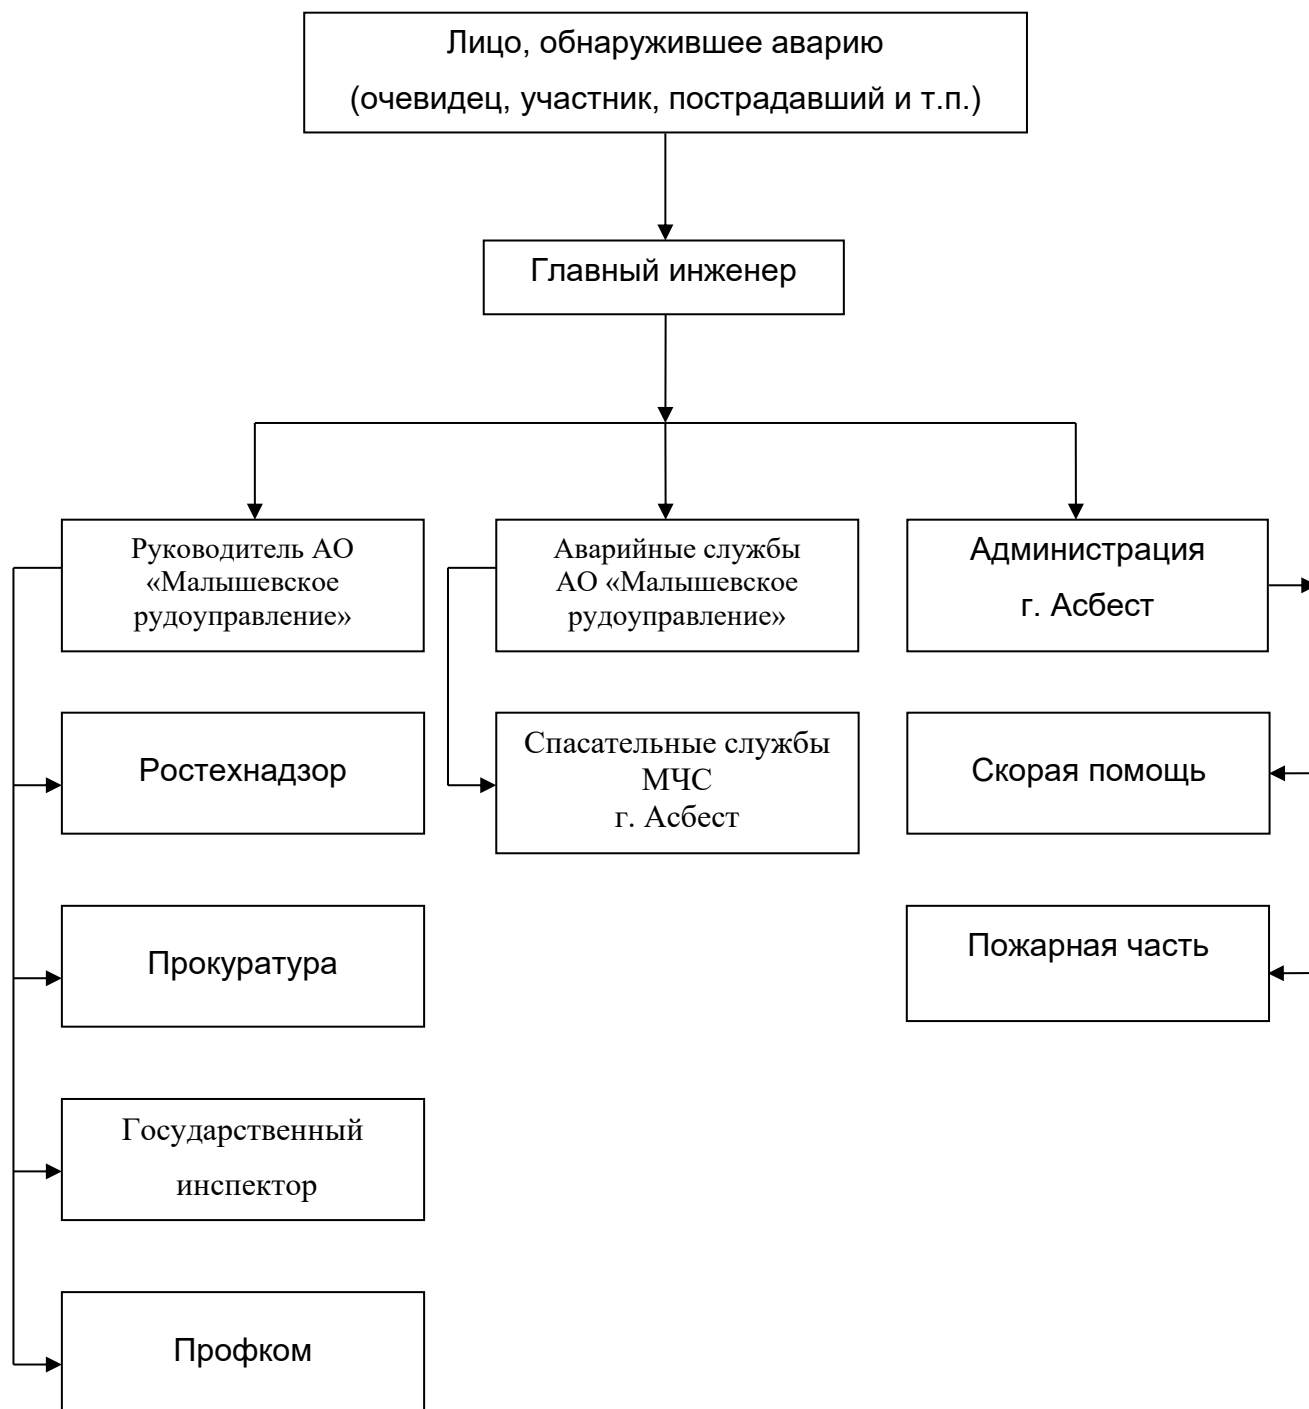 Лицо, обнаружившее аварию
(очевидец, участник, пострадавший и т.п.)
Главный инженер
Руководитель АО
«Малышевское
рудоуправление»
Аварийные службы
АО «Малышевское
рудоуправление»
Администрация
г. Асбест
Ростехнадзор
Спасательные службы
МЧС
г. Асбест
Скорая помощь
Прокуратура
Пожарная часть
Государственный
инспектор
Профком